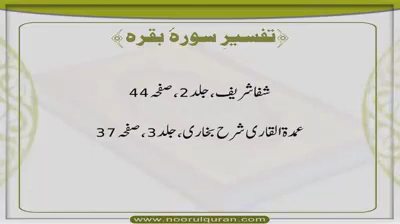 ﴿تفسیرِ سورۂ بقرہ﴾
شفا شریف، جلد 2، صفحہ 44
عمدۃ القاری شرح بخاری، جلد 3، صفحہ 37
www.noorulquran.com